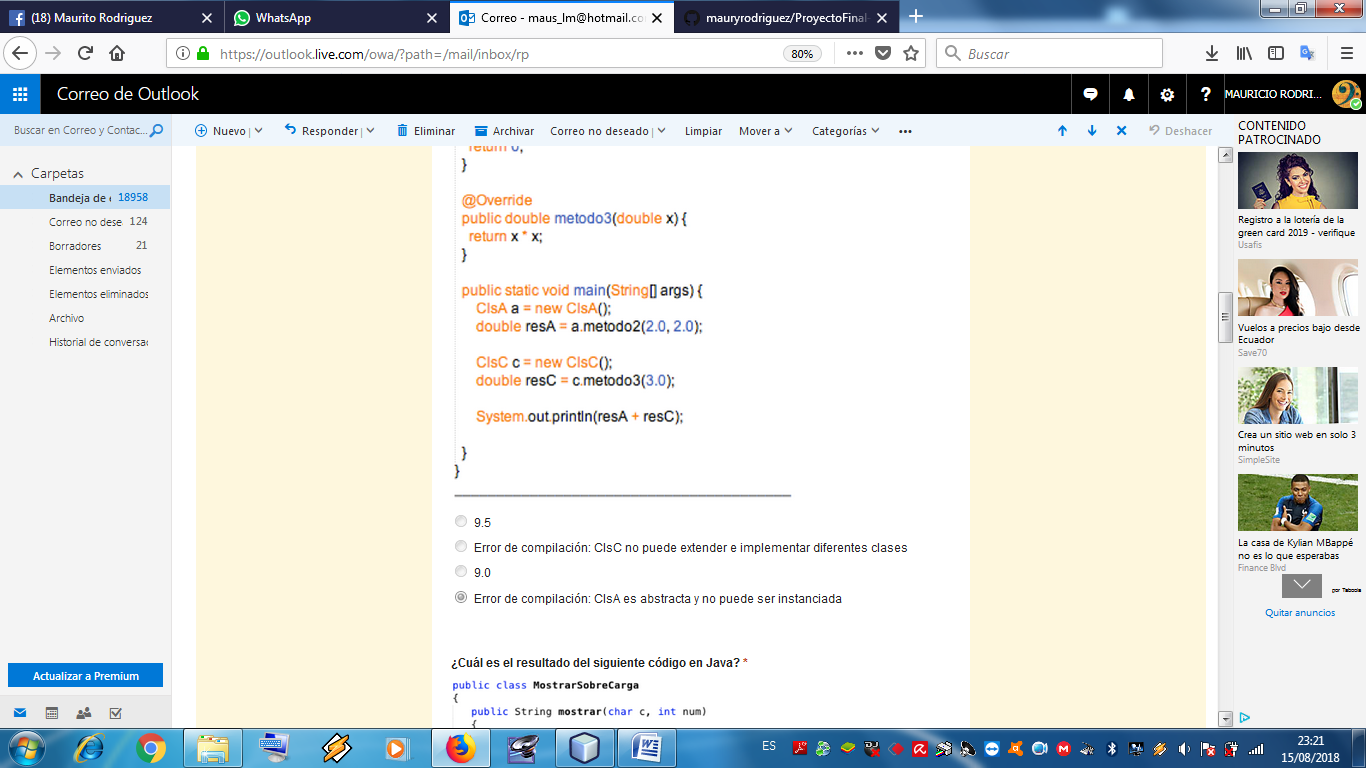 (18) Maurito Rodriguez
WhatsApp
Correo - maus_lm@hotmail.co
mauryrodriguez/ProyectoFinal-
https://outlook.live.com/owa/?path=/mail/inbox/rp
80%
Buscar
Correo de Outlook
MAURICIO RODRI...
Buscar en Correo y Contac...
Nuevo
Responder
Eliminar
Archivar
Correo no deseado
Limpiar
Mover a
Categorías
Deshacer
Carpetas
Bandeja de 18958
Correo no dese 124
Borradores 21
Elementos enviados
Elementos eliminados
Archivo
Historial de conversac
Actualizar a Premium
return 0;
}
@Override
public double metodo3(double x) {
return x * x;
}
public static void main(String[] args) {
ClsA a = new ClsA();
double resA = a.metodo2(2.0, 2.0);
ClsC c = new ClsC();
double resC = c.metodo3(3.0);
System.out.println(resA + resC);
}
}
9.5
Error de compilación: ClsC no puede extender e implementar diferentes clases
9.0
Error de compilación: ClsA es abstracta y no puede ser instanciada
¿Cuál es el resultado del siguiente código en Java? *
public class MostrarSobreCarga
{
public String mostrar(char c, int num)
{
CONTENIDO
PATROCINADO
Registro a la lotería de la
green card 2019 - verifique
Usafis
Vuelos a precios bajo desde
Ecuador
Save70
Crea un sitio web en solo 3
minutos
SimpleSite
La casa de Kylian MBappé
no es lo que esperabas
Finance Blvd
por Taboola
Quitar anuncios
ES
23:21
15/08/2018